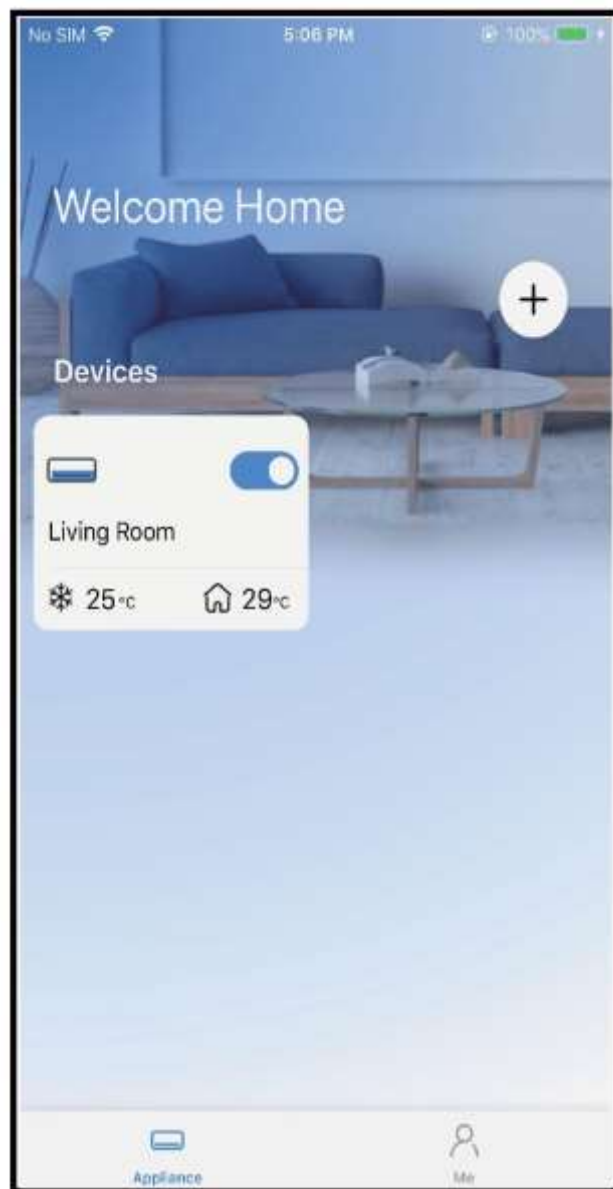 No SIM 5:06 PM 100%
Welcome Home
+
Devices
Living Room
25°C 29°C
Appliance Me